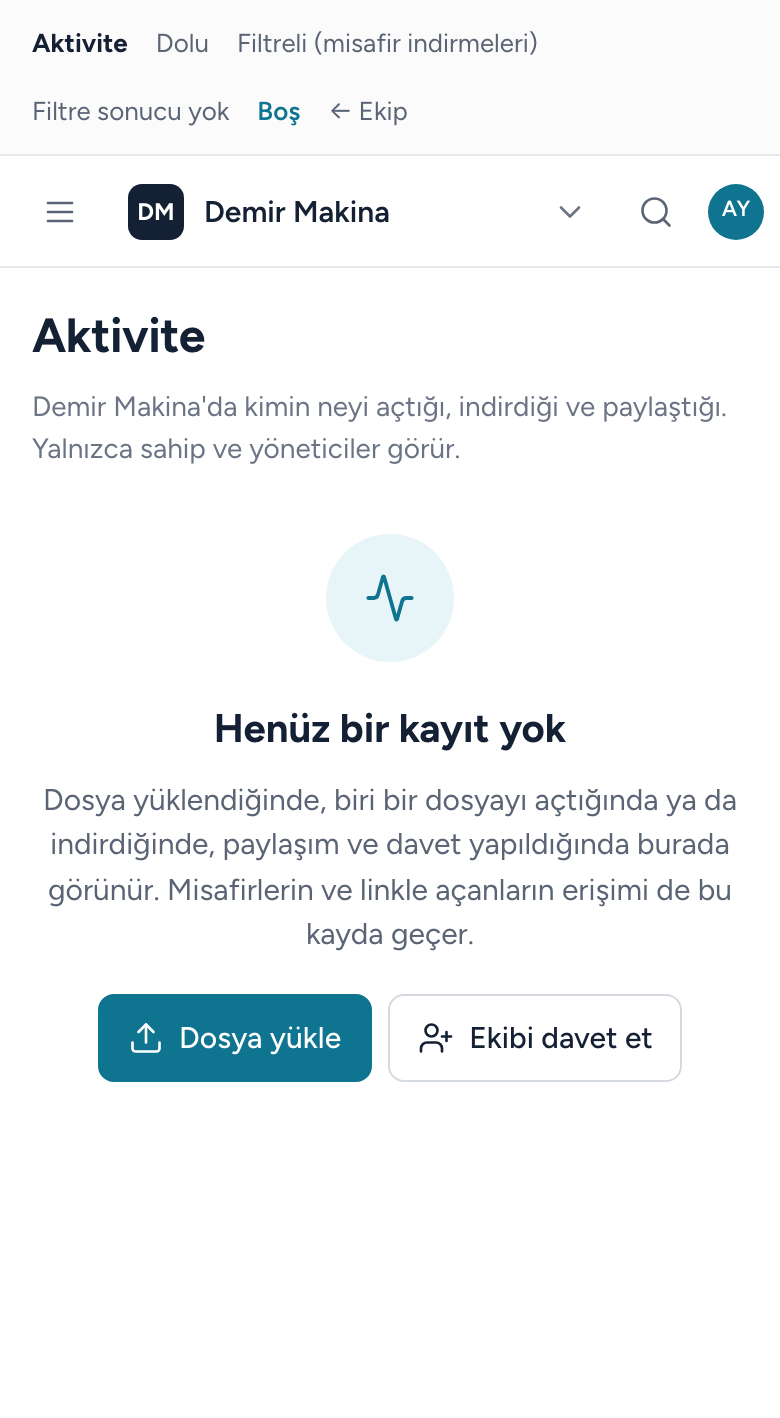 Aktivite Dolu Filtreli (misafir indirmeleri)
Filtre sonucu yok Boş ← Ekip
DM Demir Makina AY
Aktivite
Demir Makina'da kimin neyi açtığı, indirdiği ve paylaştığı.
Yalnızca sahip ve yöneticiler görür.
Henüz bir kayıt yok
Dosya yüklendiğinde, biri bir dosyayı açtığında ya da
indirdiğinde, paylaşım ve davet yapıldığında burada
görünür. Misafirlerin ve linkle açanların erişimi de bu
kayda geçer.
Dosya yükle Ekibi davet et